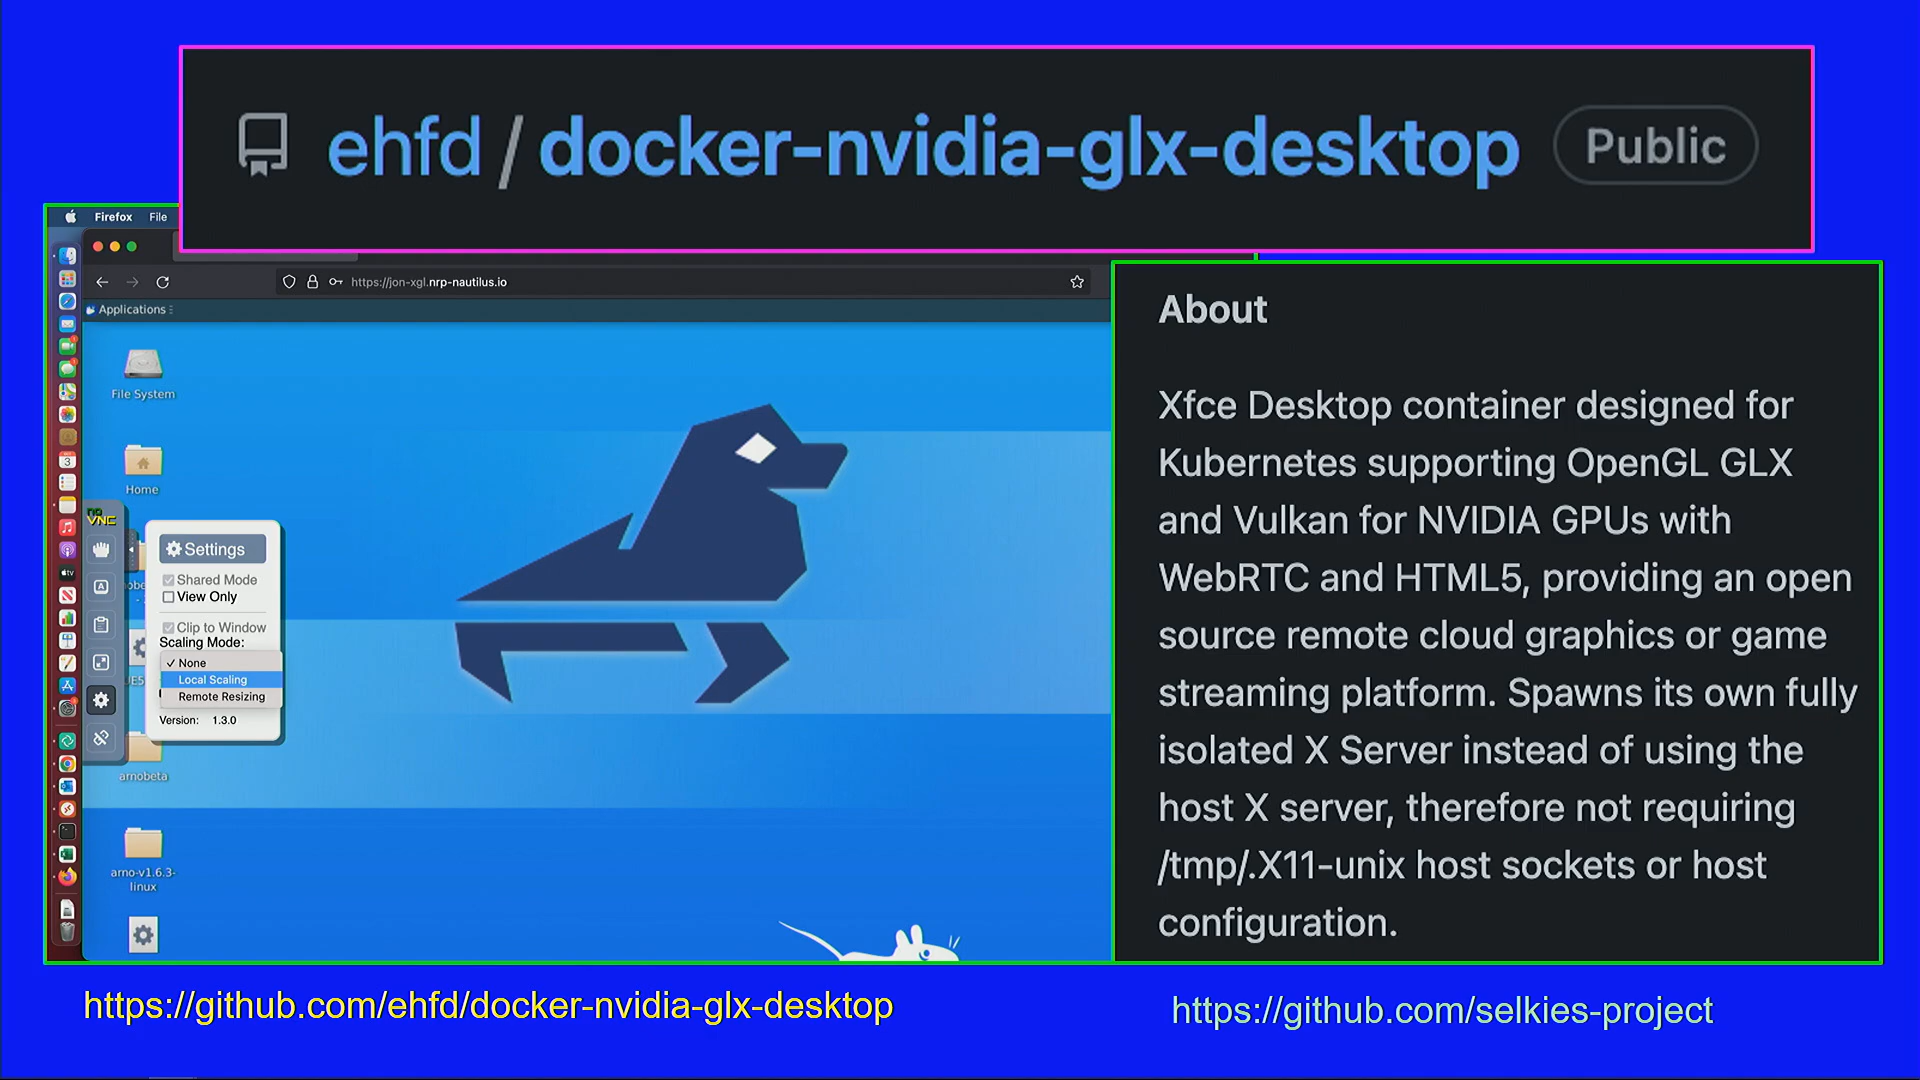 ehfd / docker-nvidia-glx-desktop Public
Firefox File
https://jon-xgl.nrp-nautilus.io
Applications
File System
Home
noVNC
Settings
Shared Mode
View Only
Clip to Window
Scaling Mode:
None
Local Scaling
Remote Resizing
Version: 1.3.0
arnobeta
arno-v1.6.3-
linux
About
Xfce Desktop container designed for
Kubernetes supporting OpenGL GLX
and Vulkan for NVIDIA GPUs with
WebRTC and HTML5, providing an open
source remote cloud graphics or game
streaming platform. Spawns its own fully
isolated X Server instead of using the
host X server, therefore not requiring
/tmp/.X11-unix host sockets or host
configuration.
https://github.com/ehfd/docker-nvidia-glx-desktop
https://github.com/selkies-project